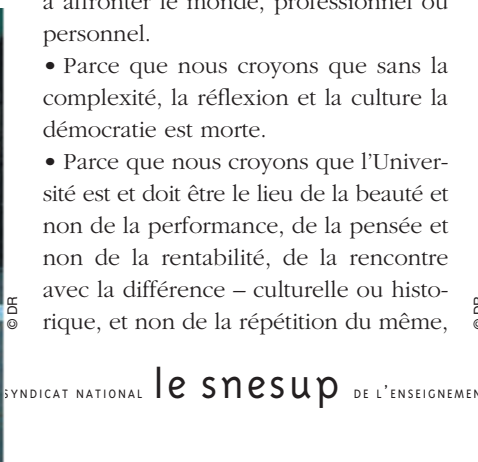 à affronter le monde, professionnel ou
personnel.
• Parce que nous croyons que sans la
complexité, la réflexion et la culture la
démocratie est morte.
• Parce que nous croyons que l'Univer-
sité est et doit être le lieu de la beauté et
non de la performance, de la pensée et
non de la rentabilité, de la rencontre
avec la différence – culturelle ou histo-
rique, et non de la répétition du même,
© DR
© DR
SYNDICAT NATIONAL le snesup DE L'ENSEIGNEMEN